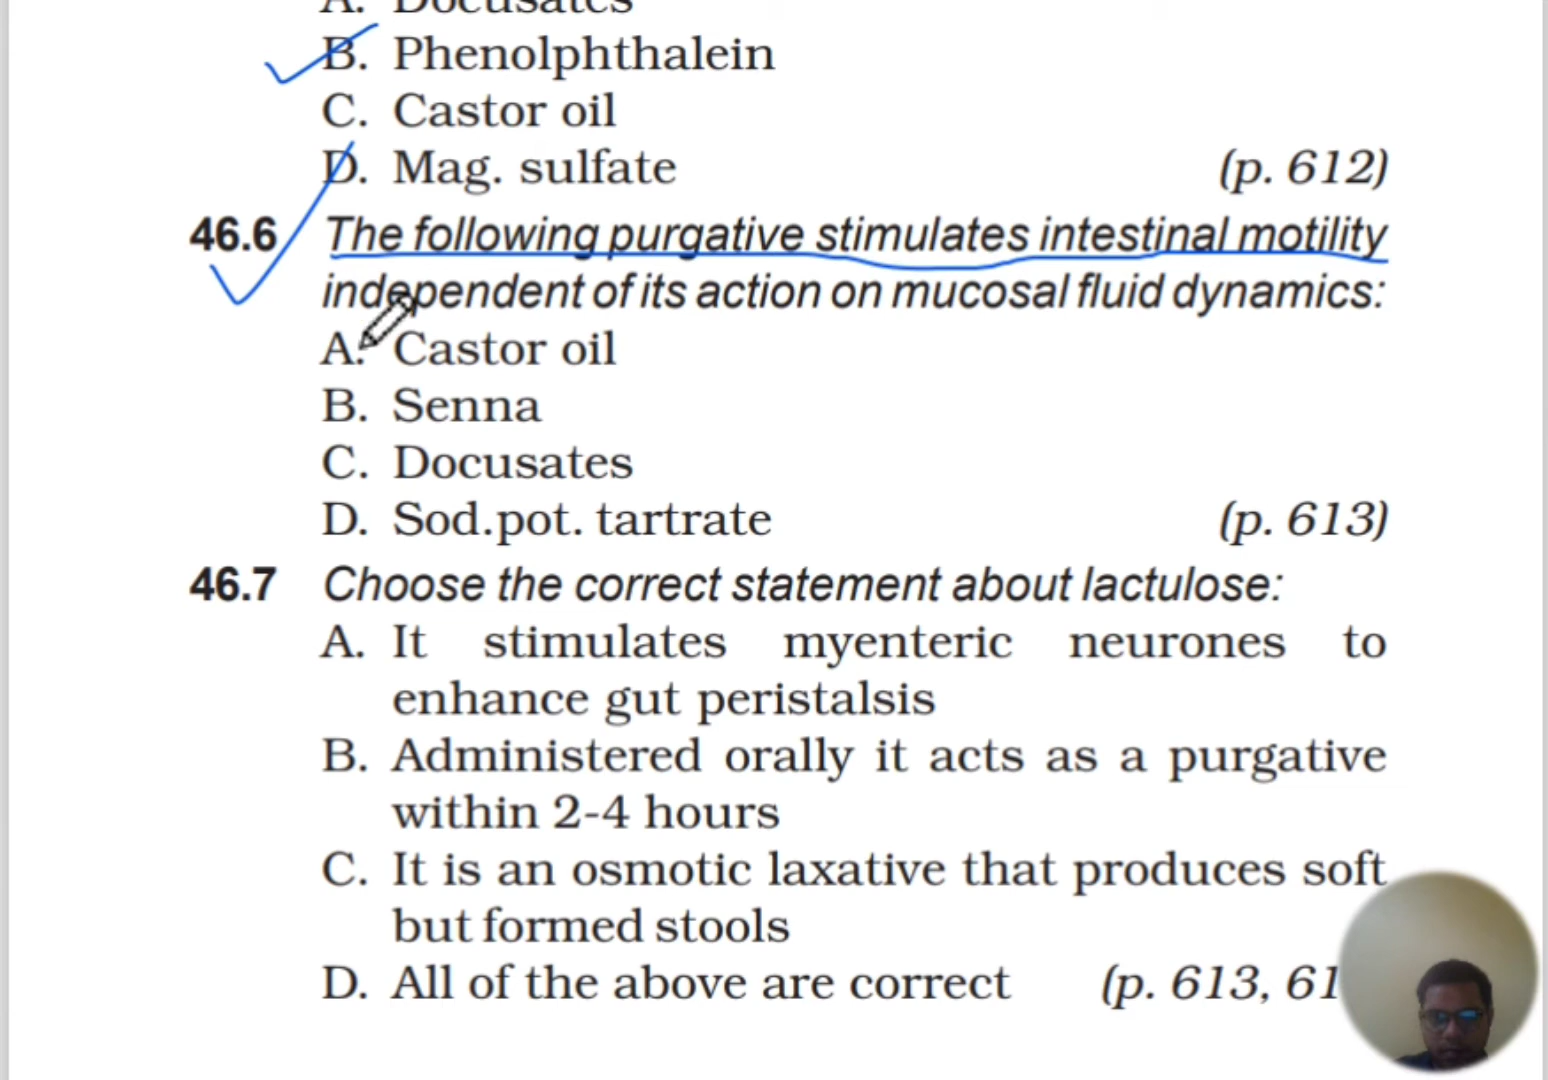 A. Docusates
B. Phenolphthalein
C. Castor oil
D. Mag. sulfate (p. 612)
46.6 The following purgative stimulates intestinal motility
independent of its action on mucosal fluid dynamics:
A. Castor oil
B. Senna
C. Docusates
D. Sod.pot. tartrate (p. 613)
46.7 Choose the correct statement about lactulose:
A. It stimulates myenteric neurones to
enhance gut peristalsis
B. Administered orally it acts as a purgative
within 2-4 hours
C. It is an osmotic laxative that produces soft
but formed stools
D. All of the above are correct (p. 613, 61